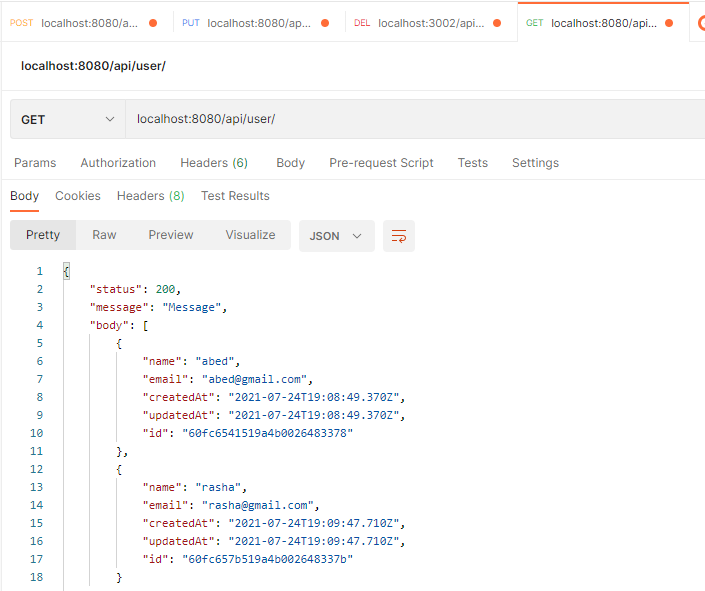 POST localhost:8080/a... PUT localhost:8080/ap... DEL localhost:3002/api... GET localhost:8080/api...
localhost:8080/api/user/
GET localhost:8080/api/user/
Params Authorization Headers (6) Body Pre-request Script Tests Settings
Body Cookies Headers (8) Test Results
Pretty Raw Preview Visualize JSON
1 {
2 "status": 200,
3 "message": "Message",
4 "body": [
5 {
6 "name": "abed",
7 "email": "abed@gmail.com",
8 "createdAt": "2021-07-24T19:08:49.370Z",
9 "updatedAt": "2021-07-24T19:08:49.370Z",
10 "id": "60fc6541519a4b0026483378"
11 },
12 {
13 "name": "rasha",
14 "email": "rasha@gmail.com",
15 "createdAt": "2021-07-24T19:09:47.710Z",
16 "updatedAt": "2021-07-24T19:09:47.710Z",
17 "id": "60fc657b519a4b002648337b"
18 }